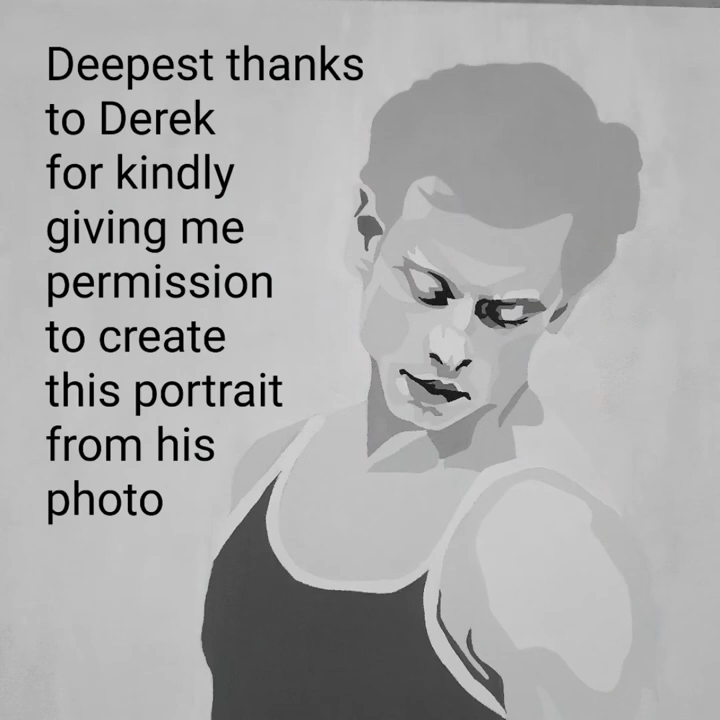 Deepest thanks
to Derek
for kindly
giving me
permission
to create
this portrait
from his
photo